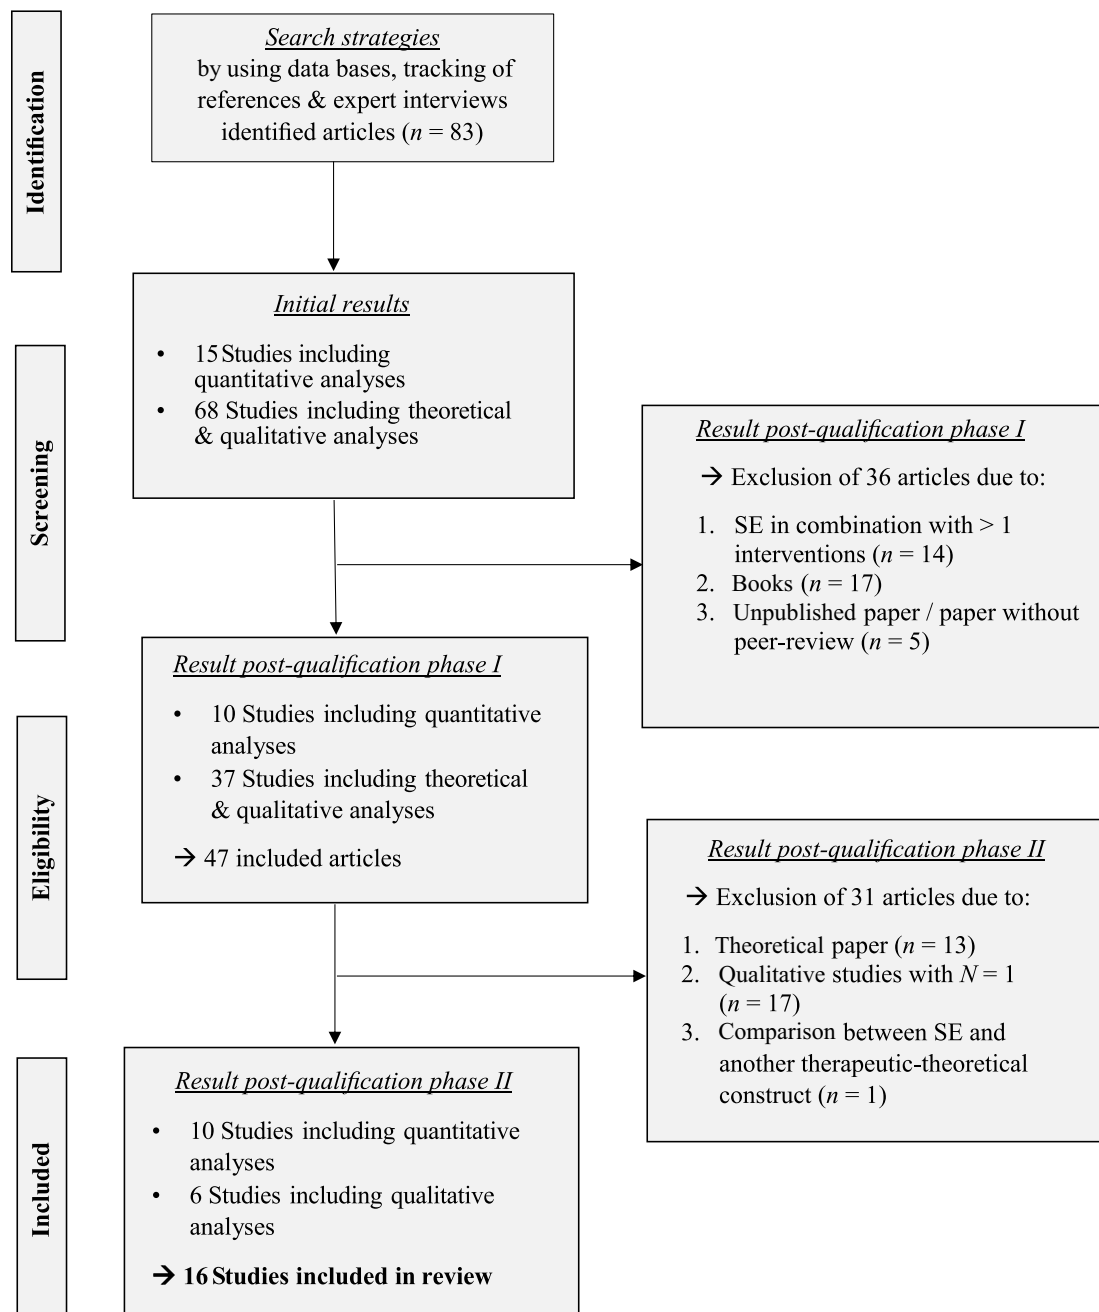 Identification
Search strategies
by using data bases, tracking of
references & expert interviews
identified articles (n = 83)
Screening
Initial results
• 15 Studies including
quantitative analyses
• 68 Studies including theoretical
& qualitative analyses
Result post-qualification phase I
→ Exclusion of 36 articles due to:
1. SE in combination with > 1
interventions (n = 14)
2. Books (n = 17)
3. Unpublished paper / paper without
peer-review (n = 5)
Eligibility
Result post-qualification phase I
• 10 Studies including quantitative
analyses
• 37 Studies including theoretical
& qualitative analyses
→ 47 included articles
Result post-qualification phase II
→ Exclusion of 31 articles due to:
1. Theoretical paper (n = 13)
2. Qualitative studies with N = 1
(n = 17)
3. Comparison between SE and
another therapeutic-theoretical
construct (n = 1)
Included
Result post-qualification phase II
• 10 Studies including quantitative
analyses
• 6 Studies including qualitative
analyses
→ 16 Studies included in review